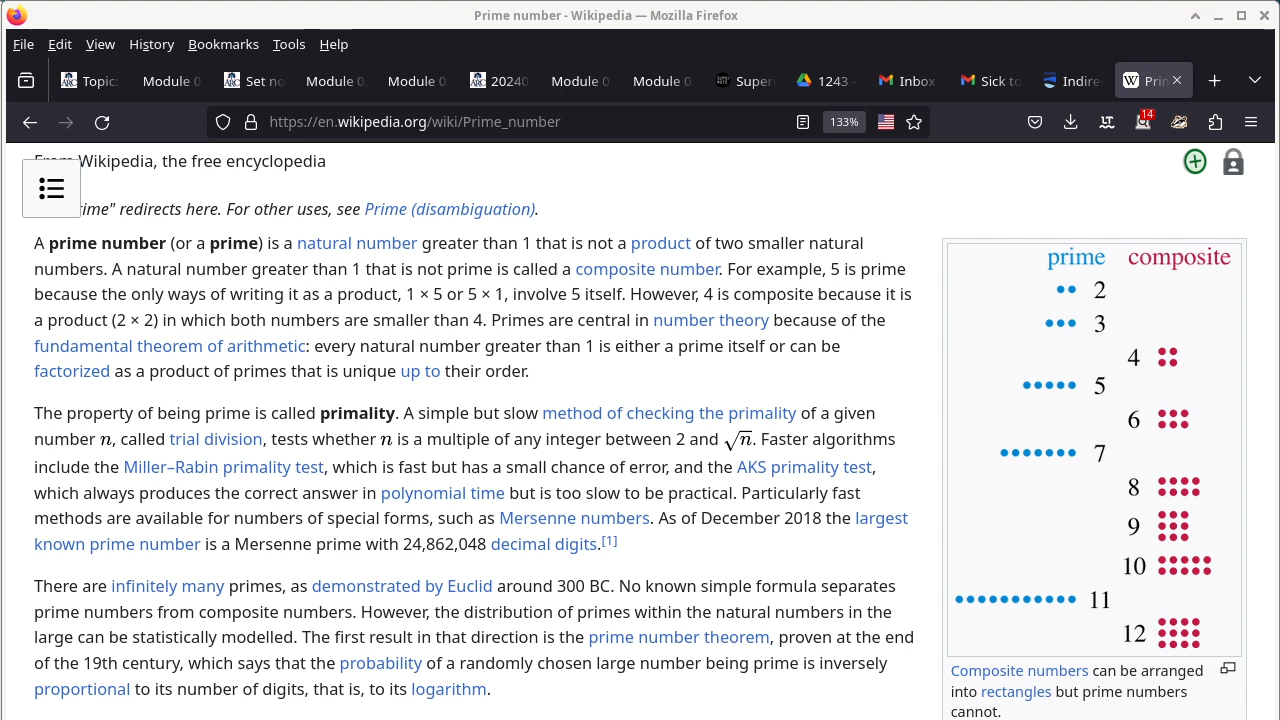 Prime number - Wikipedia — Mozilla Firefox
File Edit View History Bookmarks Tools Help
Topic: Module 0 Set no Module 0 Module 0 20240 Module 0 Module 0 Super 1243 - Inbox Sick to Indire Prin
https://en.wikipedia.org/wiki/Prime_number 133% 14
From Wikipedia, the free encyclopedia
"Prime" redirects here. For other uses, see Prime (disambiguation).
A prime number (or a prime) is a natural number greater than 1 that is not a product of two smaller natural
numbers. A natural number greater than 1 that is not prime is called a composite number. For example, 5 is prime
because the only ways of writing it as a product, 1 × 5 or 5 × 1, involve 5 itself. However, 4 is composite because it is
a product (2 × 2) in which both numbers are smaller than 4. Primes are central in number theory because of the
fundamental theorem of arithmetic: every natural number greater than 1 is either a prime itself or can be
factorized as a product of primes that is unique up to their order.
The property of being prime is called primality. A simple but slow method of checking the primality of a given
number n, called trial division, tests whether n is a multiple of any integer between 2 and √n. Faster algorithms
include the Miller–Rabin primality test, which is fast but has a small chance of error, and the AKS primality test,
which always produces the correct answer in polynomial time but is too slow to be practical. Particularly fast
methods are available for numbers of special forms, such as Mersenne numbers. As of December 2018 the largest
known prime number is a Mersenne prime with 24,862,048 decimal digits.[1]
There are infinitely many primes, as demonstrated by Euclid around 300 BC. No known simple formula separates
prime numbers from composite numbers. However, the distribution of primes within the natural numbers in the
large can be statistically modelled. The first result in that direction is the prime number theorem, proven at the end
of the 19th century, which says that the probability of a randomly chosen large number being prime is inversely
proportional to its number of digits, that is, to its logarithm.
prime composite
2
3
4
5
6
7
8
9
10
11
12
Composite numbers can be arranged
into rectangles but prime numbers
cannot.